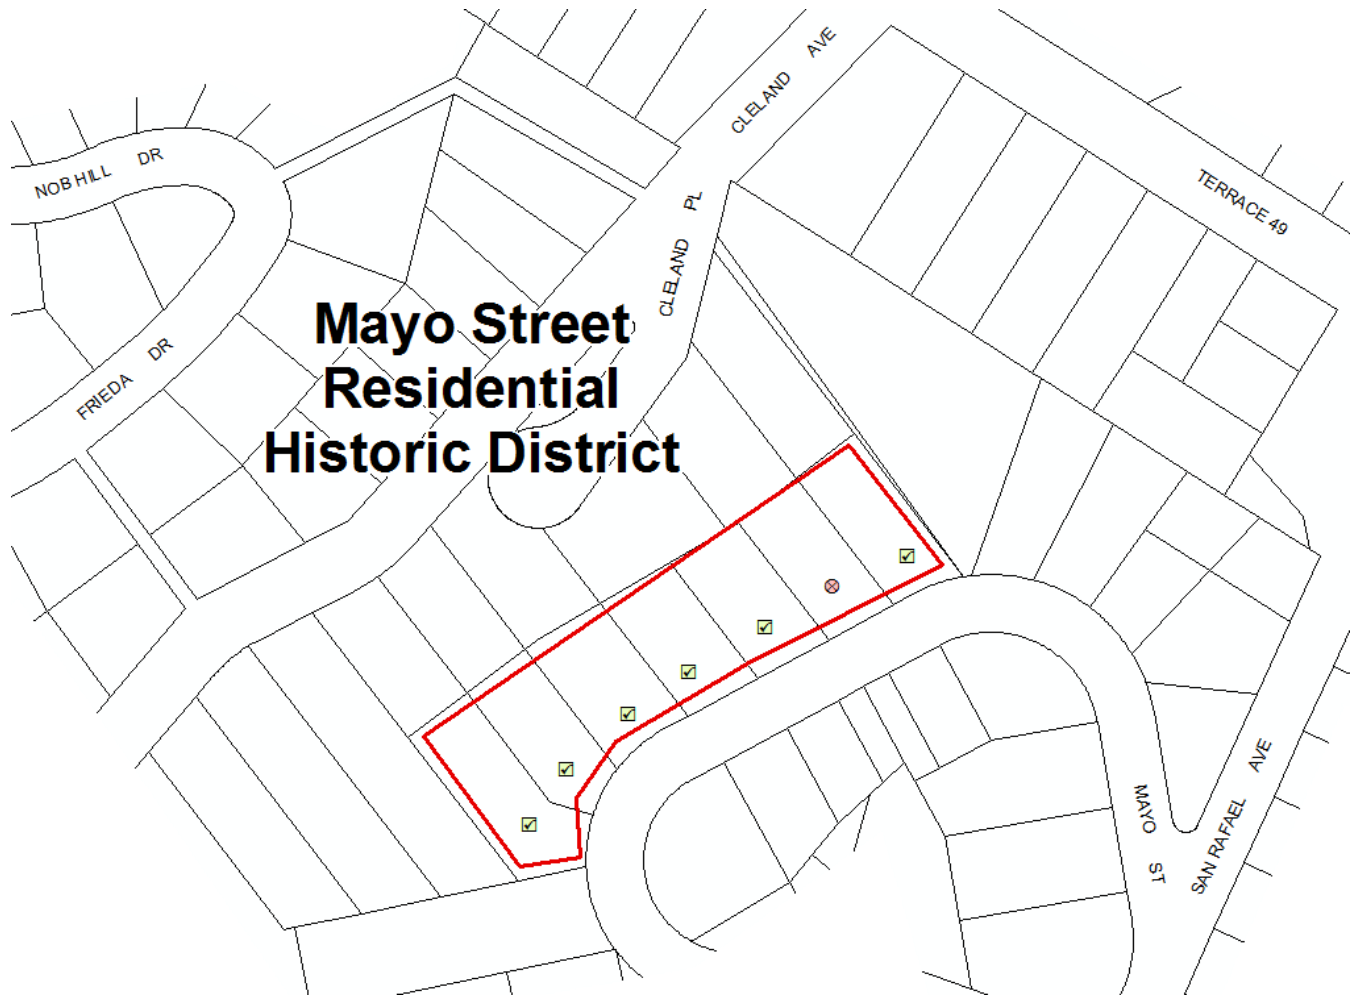 CLELAND AVE
NOB HILL DR
TERRACE 49
CLELAND PL
Mayo Street
Residential
Historic District
FRIEDA DR
MAYO ST
SAN RAFAEL AVE